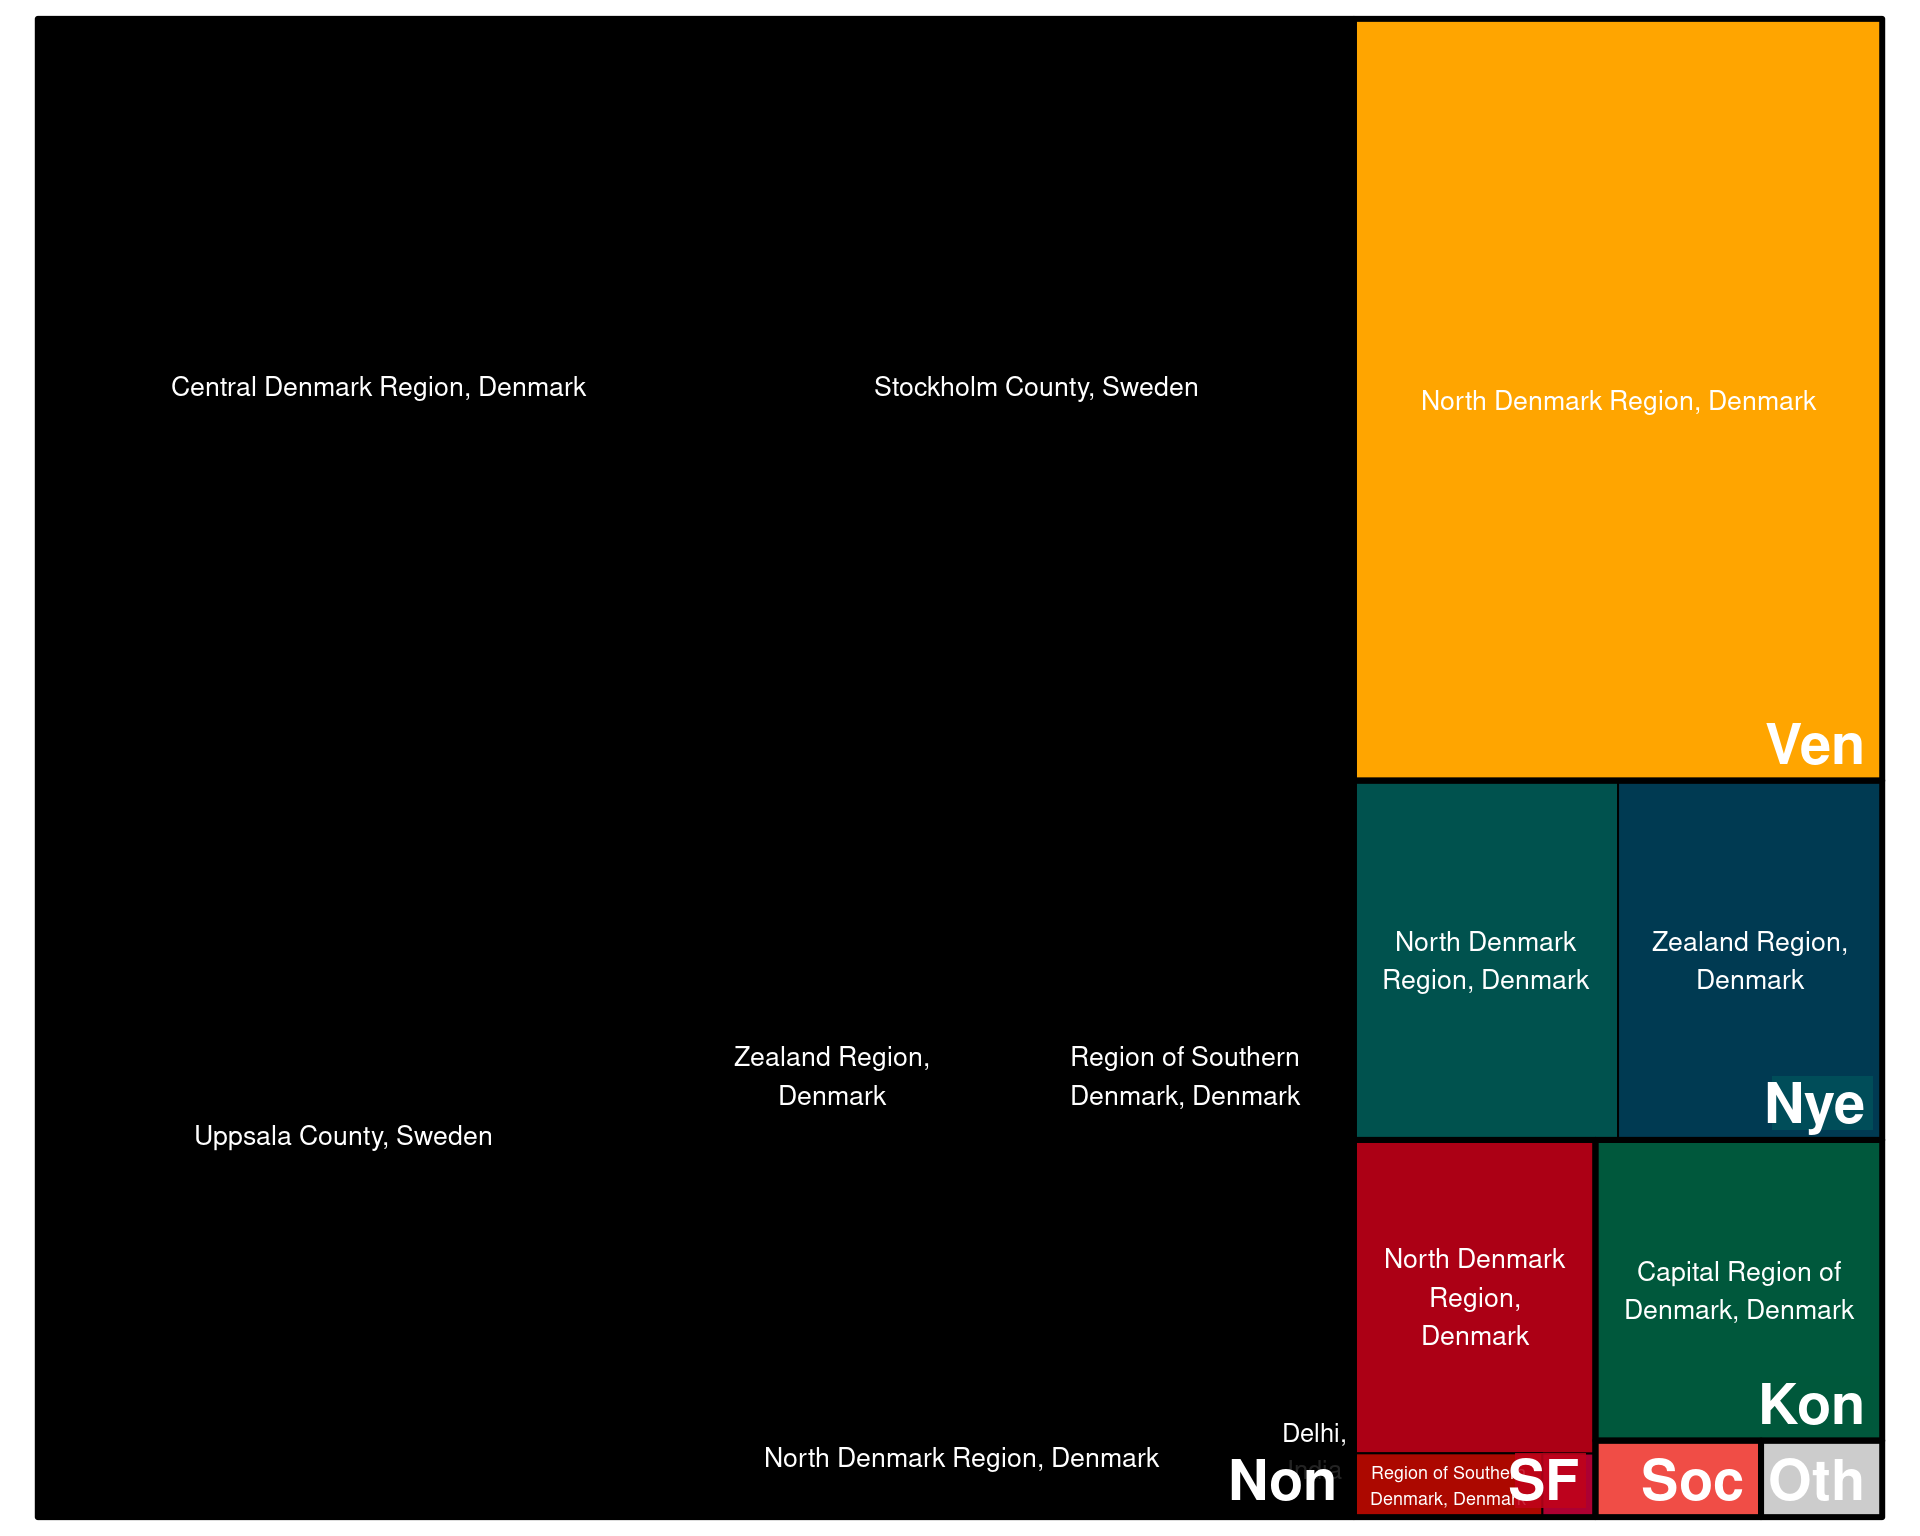 Central Denmark Region, Denmark
Stockholm County, Sweden
North Denmark Region, Denmark
Ven
North Denmark
Region, Denmark
Zealand Region,
Denmark
Nye
Zealand Region,
Denmark
Region of Southern
Denmark, Denmark
Uppsala County, Sweden
North Denmark
Region,
Denmark
Capital Region of
Denmark, Denmark
Kon
North Denmark Region, Denmark
Delhi,
India
Non
Region of Southern
Denmark, Denmark
SF
Soc
Oth